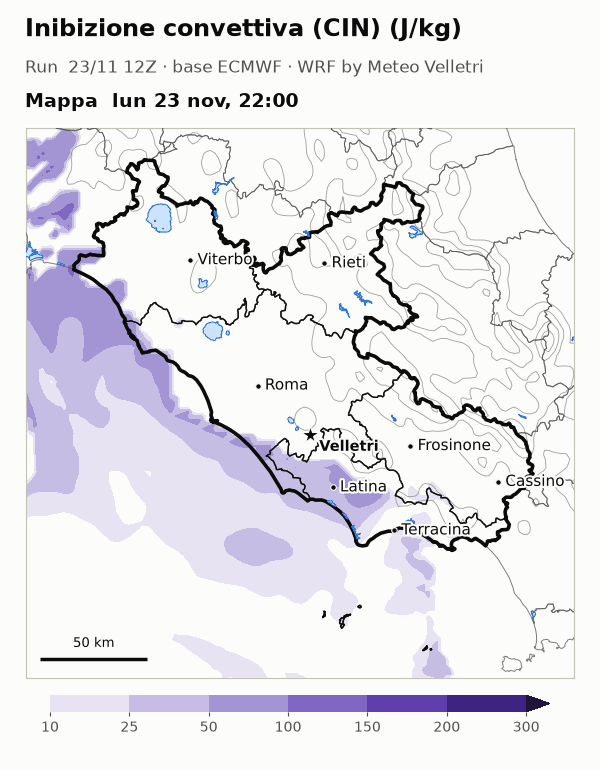 Inibizione convettiva (CIN) (J/kg)
Run  23/11 12Z · base ECMWF · WRF by Meteo Velletri
Mappa  lun 23 nov, 22:00
Viterbo
Rieti
Roma
Velletri
Frosinone
Latina
Cassino
Terracina
50 km
10 25 50 100 150 200 300